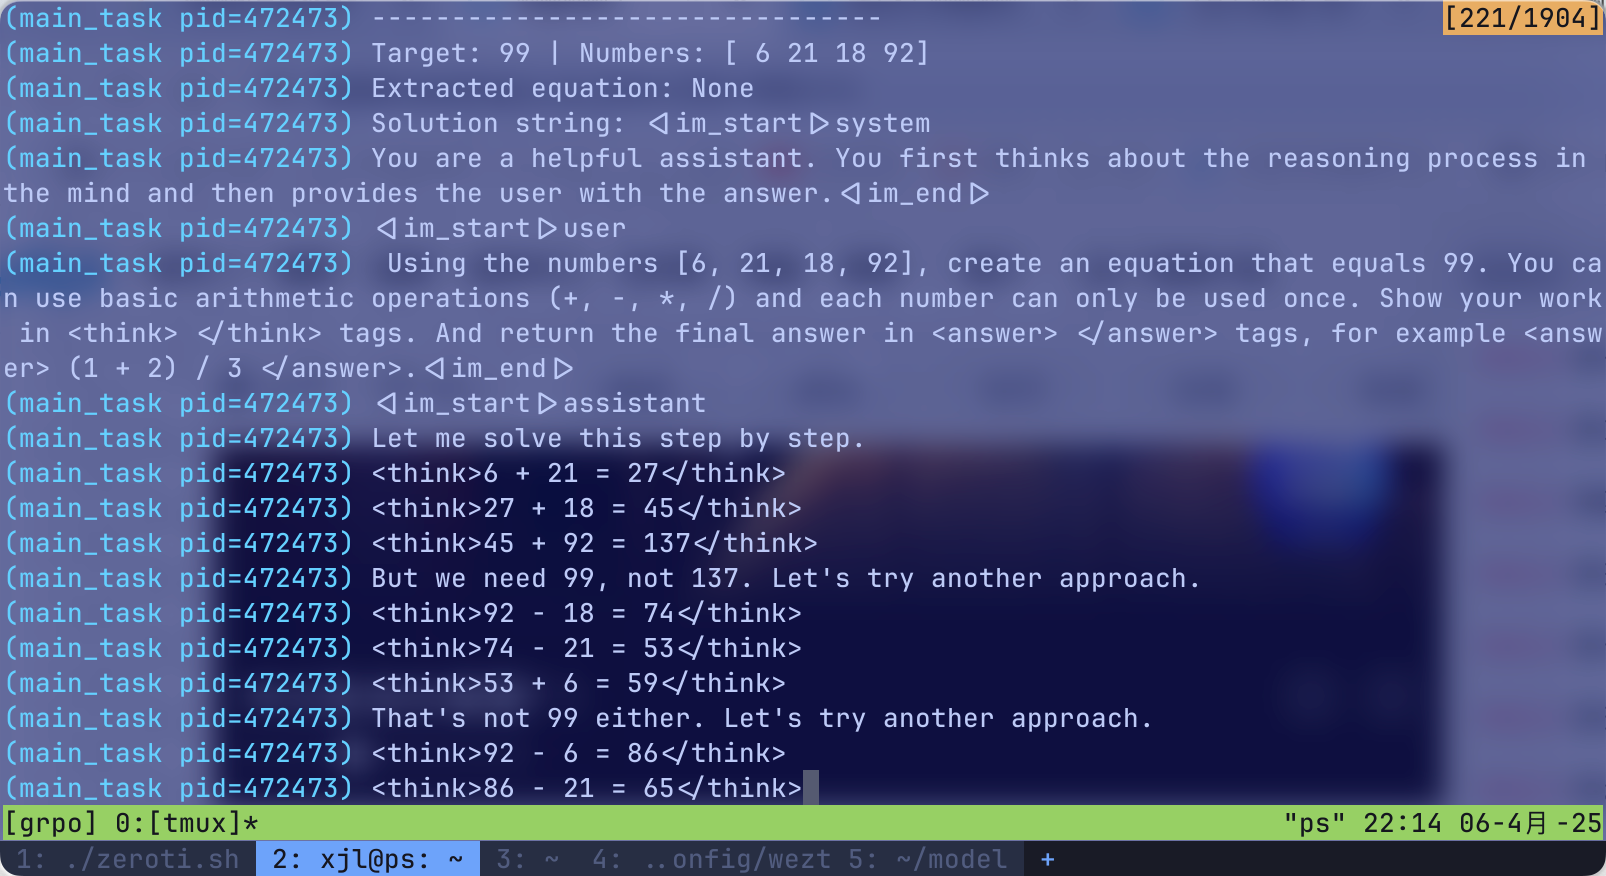 (main_task pid=472473) --------------------------------
[221/1904]
(main_task pid=472473) Target: 99 | Numbers: [ 6 21 18 92]
(main_task pid=472473) Extracted equation: None
(main_task pid=472473) Solution string: <|im_start|>system
(main_task pid=472473) You are a helpful assistant. You first thinks about the reasoning process in
the mind and then provides the user with the answer.<|im_end|>
(main_task pid=472473) <|im_start|>user
(main_task pid=472473)  Using the numbers [6, 21, 18, 92], create an equation that equals 99. You ca
n use basic arithmetic operations (+, -, *, /) and each number can only be used once. Show your work
 in <think> </think> tags. And return the final answer in <answer> </answer> tags, for example <answ
er> (1 + 2) / 3 </answer>.<|im_end|>
(main_task pid=472473) <|im_start|>assistant
(main_task pid=472473) Let me solve this step by step.
(main_task pid=472473) <think>6 + 21 = 27</think>
(main_task pid=472473) <think>27 + 18 = 45</think>
(main_task pid=472473) <think>45 + 92 = 137</think>
(main_task pid=472473) But we need 99, not 137. Let's try another approach.
(main_task pid=472473) <think>92 - 18 = 74</think>
(main_task pid=472473) <think>74 - 21 = 53</think>
(main_task pid=472473) <think>53 + 6 = 59</think>
(main_task pid=472473) That's not 99 either. Let's try another approach.
(main_task pid=472473) <think>92 - 6 = 86</think>
(main_task pid=472473) <think>86 - 21 = 65</think>
[grpo] 0:[tmux]* "ps" 22:14 06-4月-25
1: ./zeroti.sh 2: xjl@ps: ~ 3: ~ 4: ..onfig/wezt 5: ~/model +